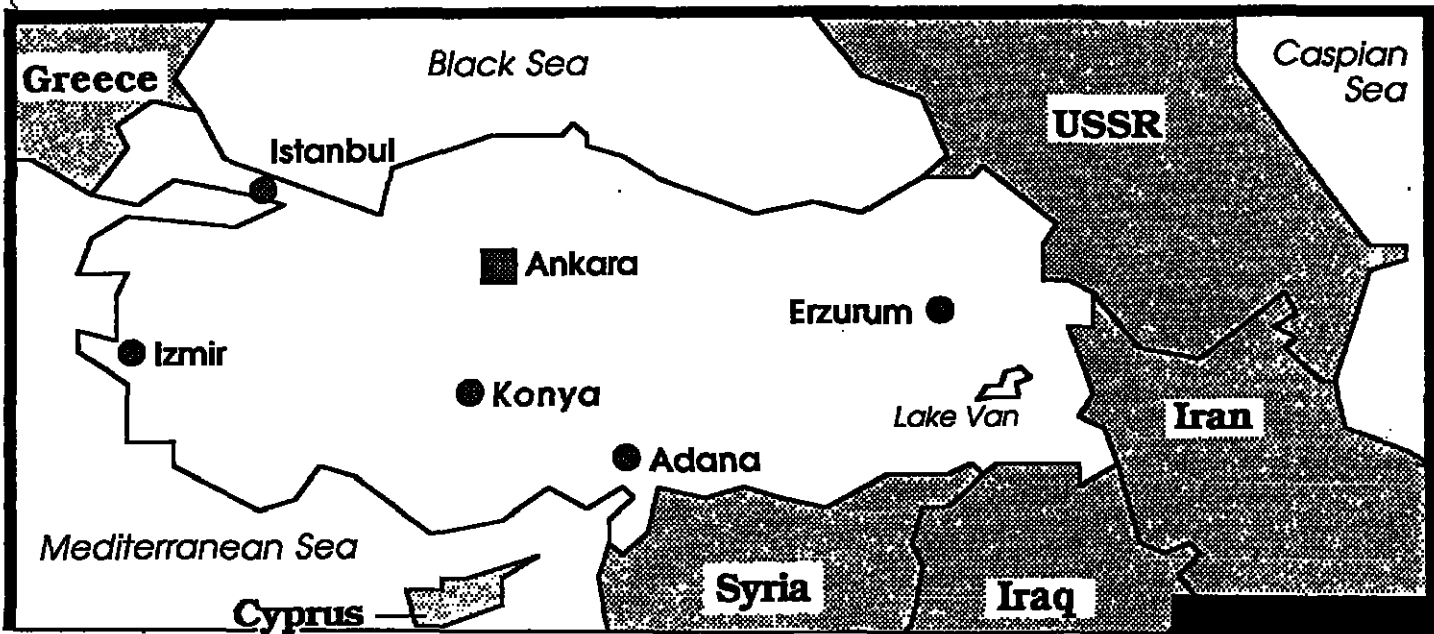 Greece
Black Sea
Caspian
Sea
USSR
Istanbul
Ankara
Erzurum
Izmir
Konya
Lake Van
Iran
Adana
Mediterranean Sea
Syria
Iraq
Cyprus